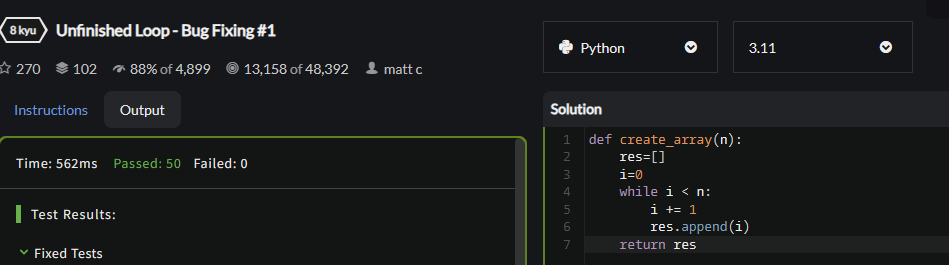 8 kyu Unfinished Loop - Bug Fixing #1
270 102 88% of 4,899 13,158 of 48,392 matt c
Python 3.11
Instructions Output
Time: 562ms Passed: 50 Failed: 0
Test Results:
Fixed Tests
Solution
1 def create_array(n):
2     res=[]
3     i=0
4     while i < n:
5         i += 1
6         res.append(i)
7     return res